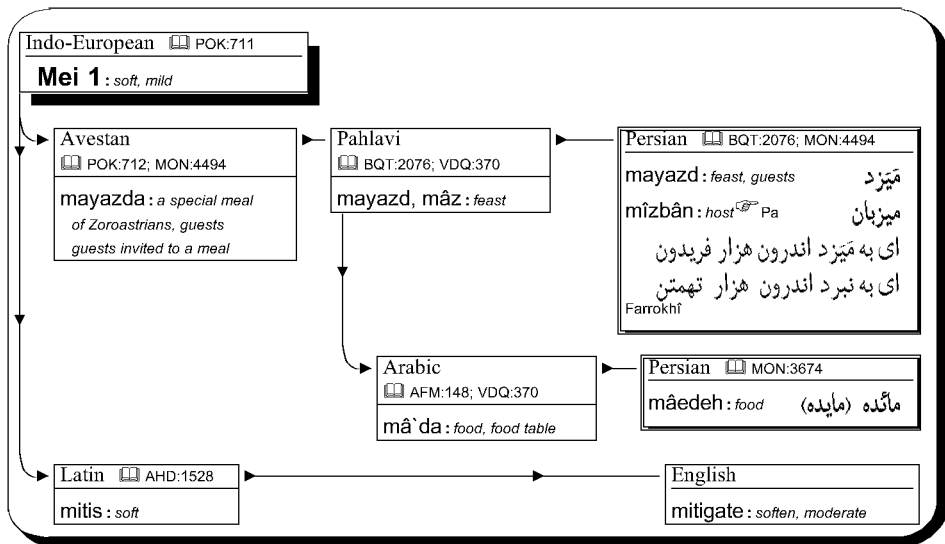 Indo-European 🕮 POK:711
Mei 1 : soft, mild
Avestan
🕮 POK:712; MON:4494
mayazda : a special meal
of Zoroastrians, guests
guests invited to a meal
Pahlavi
🕮 BQT:2076; VDQ:370
mayazd, mâz : feast
Persian 🕮 BQT:2076; MON:4494
mayazd : feast, guests مَیَزد
mîzbân : host ☞ Pa میزبان
ای به مَیَزد اندرون هزار فریدون
ای به نبرد اندرون هزار تهمتن
Farrokhî
Arabic
🕮 AFM:148; VDQ:370
mâ`da : food, food table
Persian 🕮 MON:3674
mâedeh : food مائده (مایده)
Latin 🕮 AHD:1528
mitis : soft
English
mitigate : soften, moderate